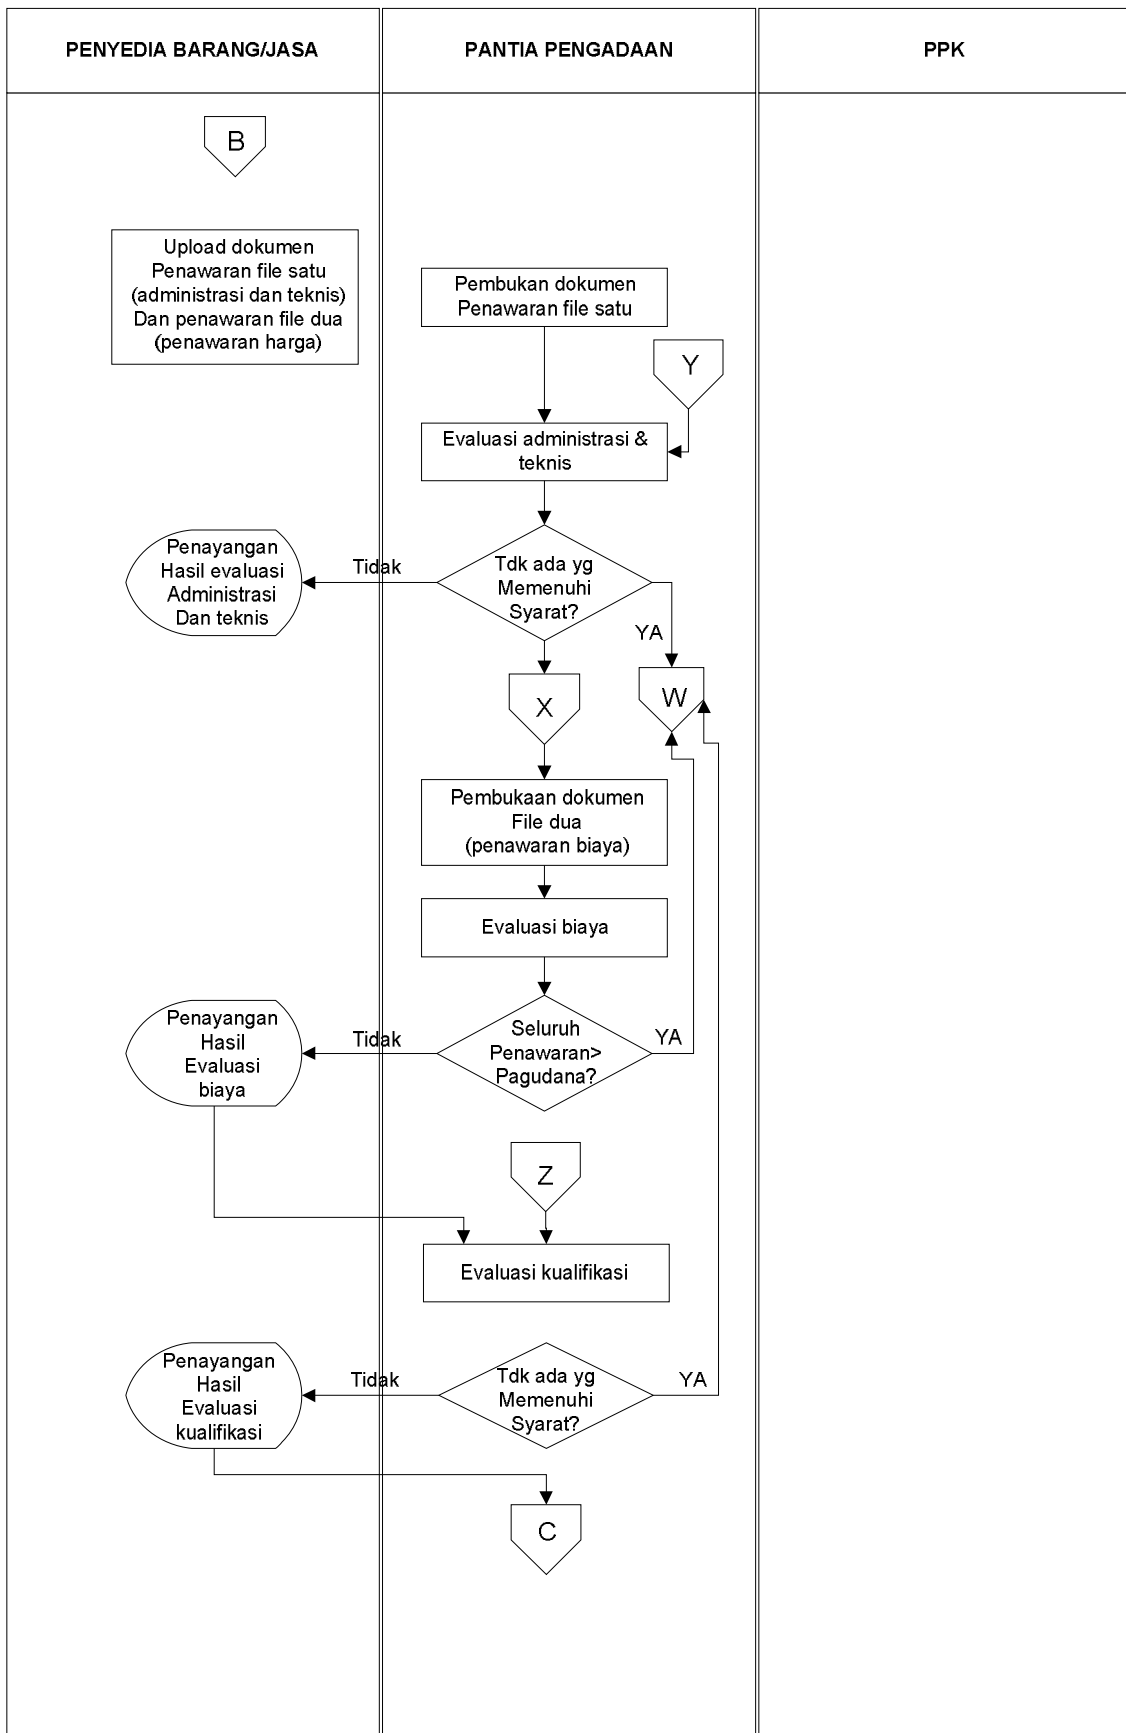 PENYEDIA BARANG/JASA
PANTIA PENGADAAN
PPK
B
Upload dokumen
Penawaran file satu
(administrasi dan teknis)
Dan penawaran file dua
(penawaran harga)
Pembukan dokumen
Penawaran file satu
Y
Evaluasi administrasi &
teknis
Penayangan
Hasil evaluasi
Administrasi
Dan teknis
Tidak
Tdk ada yg
Memenuhi
Syarat?
YA
X
W
Pembukaan dokumen
File dua
(penawaran biaya)
Evaluasi biaya
Penayangan
Hasil
Evaluasi
biaya
Tidak
Seluruh
Penawaran>
Pagudana?
YA
Z
Evaluasi kualifikasi
Penayangan
Hasil
Evaluasi
kualifikasi
Tidak
Tdk ada yg
Memenuhi
Syarat?
YA
C